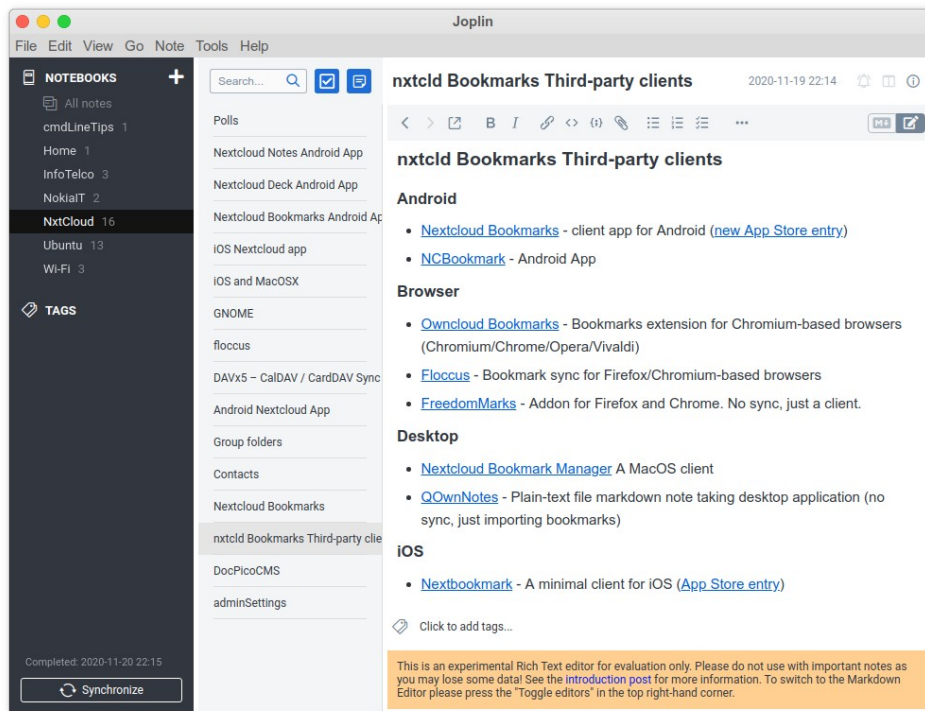 Joplin
File Edit View Go Note Tools Help
NOTEBOOKS
All notes
cmdLineTips 1
Home 1
InfoTelco 3
NokiaIT 2
NxtCloud 16
Ubuntu 13
Wi-Fi 3
TAGS
Completed: 2020-11-20 22:15
Synchronize
Search...
Polls
Nextcloud Notes Android App
Nextcloud Deck Android App
Nextcloud Bookmarks Android Ap
iOS Nextcloud app
iOS and MacOSX
GNOME
floccus
DAVx5 – CalDAV / CardDAV Sync
Android Nextcloud App
Group folders
Contacts
Nextcloud Bookmarks
nxtcld Bookmarks Third-party clie
DocPicoCMS
adminSettings
nxtcld Bookmarks Third-party clients 2020-11-19 22:14
B I
nxtcld Bookmarks Third-party clients
Android
Nextcloud Bookmarks - client app for Android (new App Store entry)
NCBookmark - Android App
Browser
Owncloud Bookmarks - Bookmarks extension for Chromium-based browsers
(Chromium/Chrome/Opera/Vivaldi)
Floccus - Bookmark sync for Firefox/Chromium-based browsers
FreedomMarks - Addon for Firefox and Chrome. No sync, just a client.
Desktop
Nextcloud Bookmark Manager A MacOS client
QOwnNotes - Plain-text file markdown note taking desktop application (no
sync, just importing bookmarks)
iOS
Nextbookmark - A minimal client for iOS (App Store entry)
Click to add tags...
This is an experimental Rich Text editor for evaluation only. Please do not use with important notes as
you may lose some data! See the introduction post for more information. To switch to the Markdown
Editor please press the "Toggle editors" in the top right-hand corner.